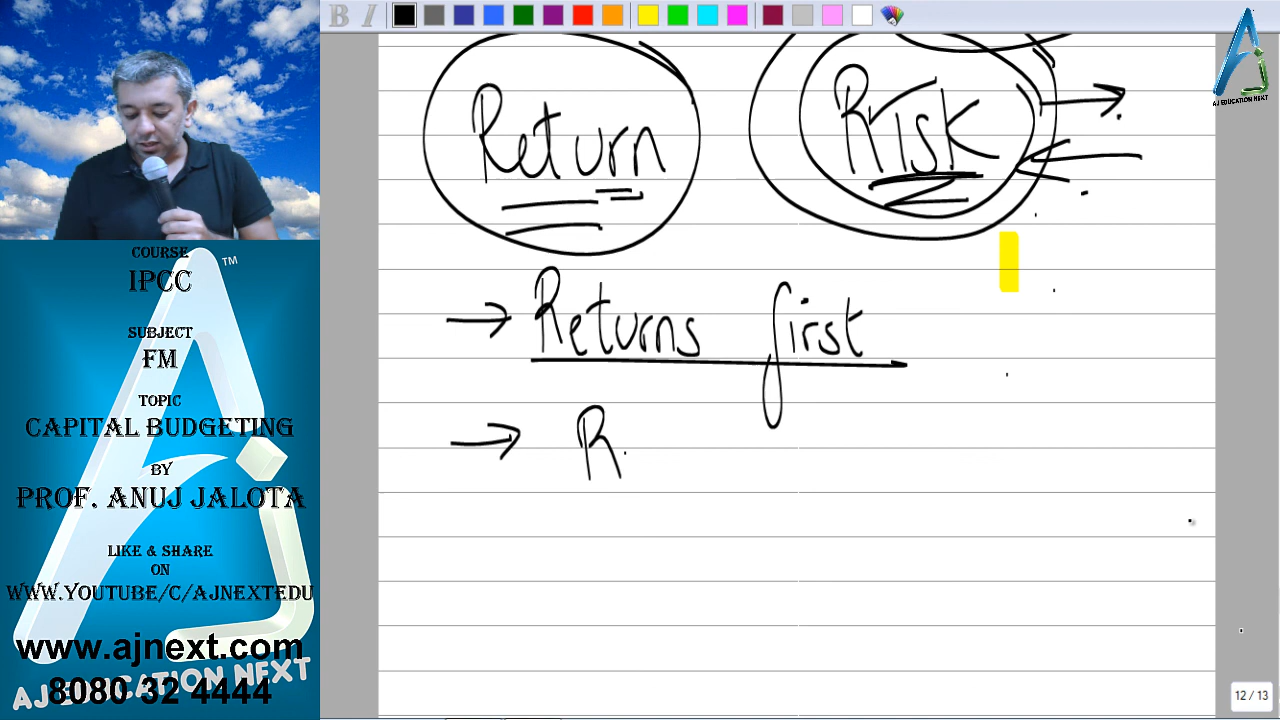 B I
AJ EDUCATION NEXT
Return
Risk
→ Returns first
→ R
12 / 13
COURSE
IPCC
SUBJECT
FM
TOPIC
CAPITAL BUDGETING
BY
PROF. ANUJ JALOTA
LIKE & SHARE
ON
WWW.YOUTUBE/C/AJNEXTEDU
www.ajnext.com
8080 32 4444
AJ EDUCATION NEXT
TM